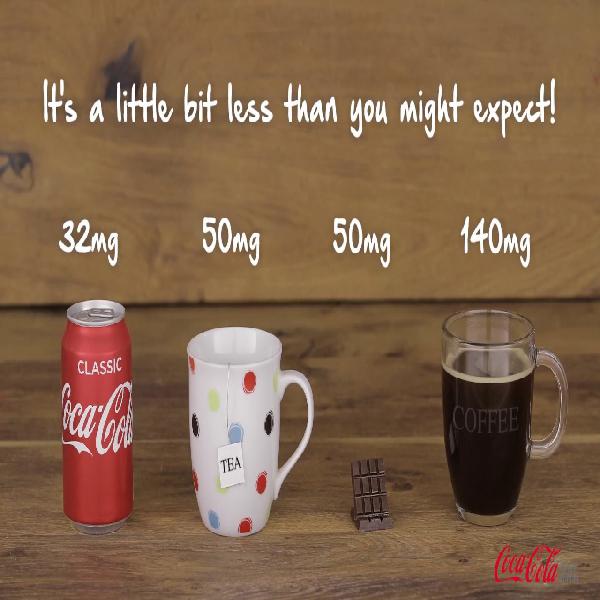 It's a little bit less than you might expect!
32mg 50mg 50mg 140mg
CLASSIC
Coca-Cola
TEA
COFFEE
Coca-Cola